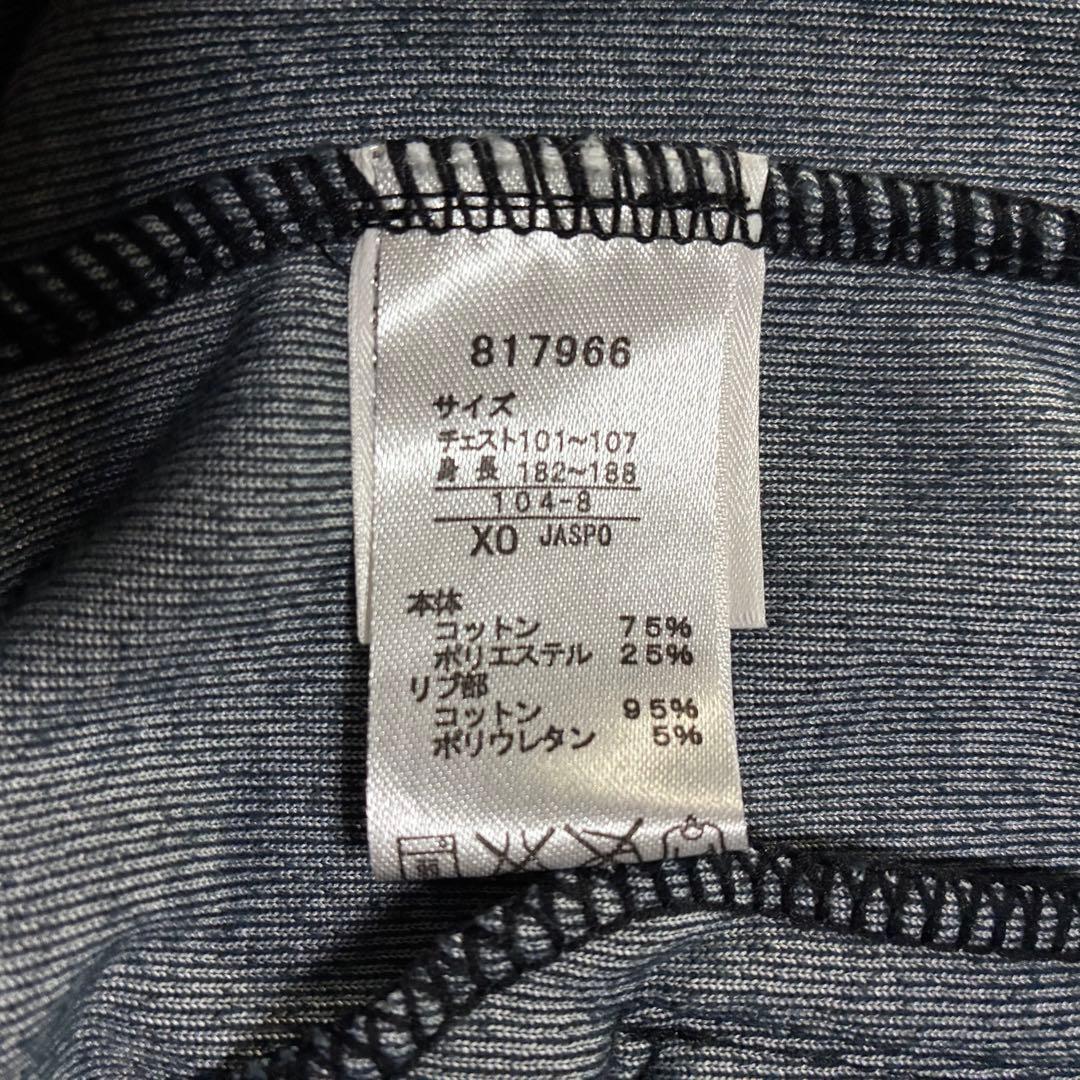 817966
サイズ
チェスト101~107
身長 182~188
104-8
XO JASPO
本体
コットン 75%
ポリエステル 25%
リブ部
コットン 95%
ポリウレタン 5%